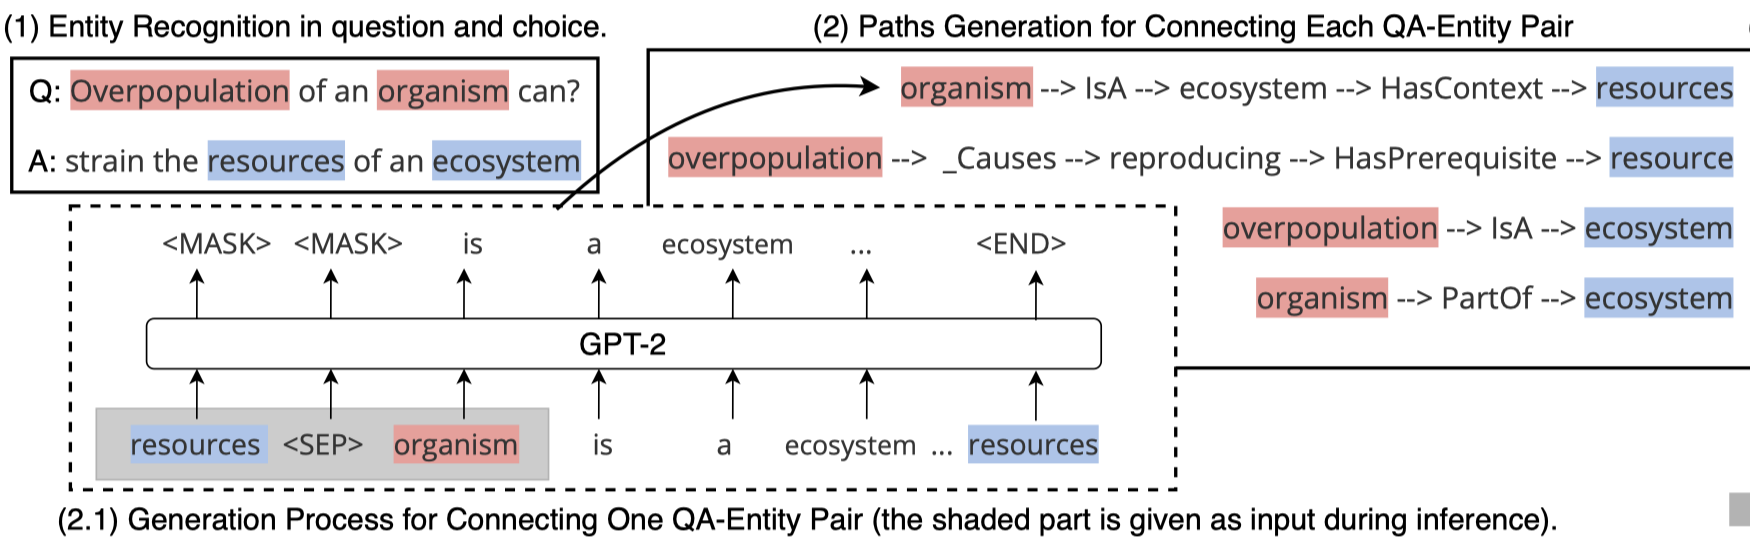 (1) Entity Recognition in question and choice.
Q: Overpopulation of an organism can?
A: strain the resources of an ecosystem
(2) Paths Generation for Connecting Each QA-Entity Pair
organism --> IsA --> ecosystem --> HasContext --> resources
overpopulation --> _Causes --> reproducing --> HasPrerequisite --> resource
overpopulation --> IsA --> ecosystem
organism --> PartOf --> ecosystem
<MASK> <MASK> is a ecosystem ... <END>
GPT-2
resources <SEP> organism is a ecosystem ... resources
(2.1) Generation Process for Connecting One QA-Entity Pair (the shaded part is given as input during inference).